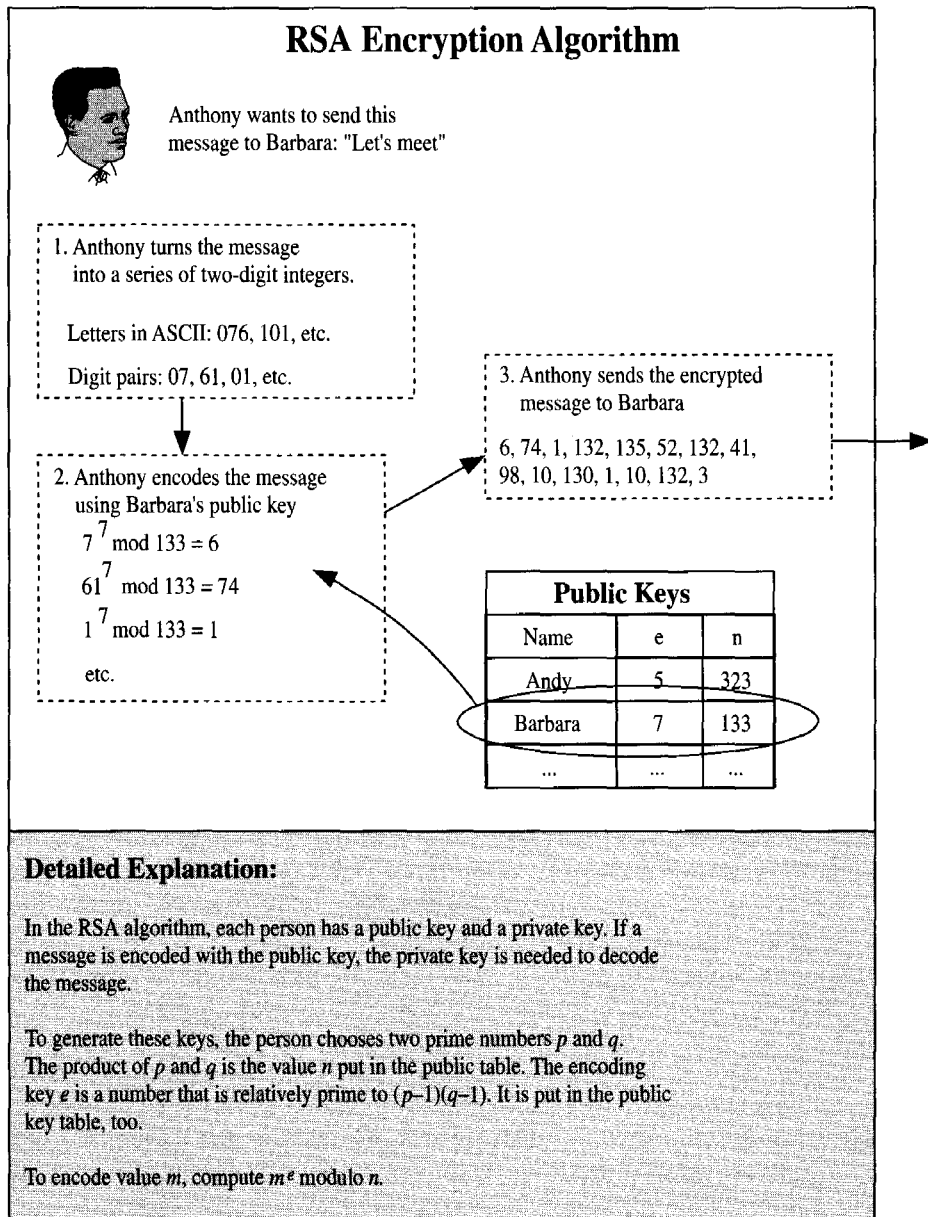 RSA Encryption Algorithm
Anthony wants to send this
message to Barbara: "Let's meet"
1. Anthony turns the message
into a series of two-digit integers.
Letters in ASCII: 076, 101, etc.
Digit pairs: 07, 61, 01, etc.
2. Anthony encodes the message
using Barbara's public key
7^7 mod 133 = 6
61^7 mod 133 = 74
1^7 mod 133 = 1
etc.
3. Anthony sends the encrypted
message to Barbara
6, 74, 1, 132, 135, 52, 132, 41,
98, 10, 130, 1, 10, 132, 3
Public Keys
Name e n
Andy 5 323
Barbara 7 133
... ... ...
Detailed Explanation:
In the RSA algorithm, each person has a public key and a private key. If a
message is encoded with the public key, the private key is needed to decode
the message.
To generate these keys, the person chooses two prime numbers p and q.
The product of p and q is the value n put in the public table. The encoding
key e is a number that is relatively prime to (p–1)(q–1). It is put in the public
key table, too.
To encode value m, compute m^e modulo n.